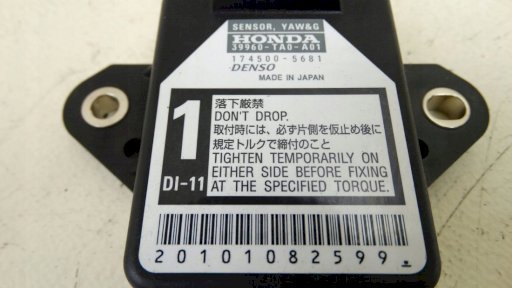 SENSOR, YAW&G
HONDA
39960-TA0-A01
174500-5681
DENSO
MADE IN JAPAN
1
DI-11
落下厳禁
DON'T DROP.
取付時には、必ず片側を仮止め後に
規定トルクで締付のこと
TIGHTEN TEMPORARILY ON
EITHER SIDE BEFORE FIXING
AT THE SPECIFIED TORQUE.
20101082599